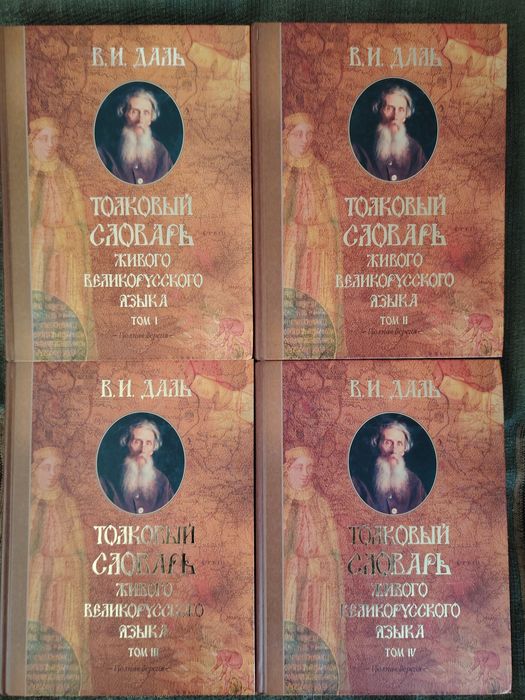 В.И. ДАЛЬ
ТОЛКОВЫЙ
СЛОВАРЬ
ЖИВОГО
ВЕЛИКОРУССКОГО
ЯЗЫКА
ТОМ I
Полная версия
В.И. ДАЛЬ
ТОЛКОВЫЙ
СЛОВАРЬ
ЖИВОГО
ВЕЛИКОРУССКОГО
ЯЗЫКА
ТОМ II
Полная версия
В.И. ДАЛЬ
ТОЛКОВЫЙ
СЛОВАРЬ
ЖИВОГО
ВЕЛИКОРУССКОГО
ЯЗЫКА
ТОМ III
Полная версия
В.И. ДАЛЬ
ТОЛКОВЫЙ
СЛОВАРЬ
ЖИВОГО
ВЕЛИКОРУССКОГО
ЯЗЫКА
ТОМ IV
Полная версия